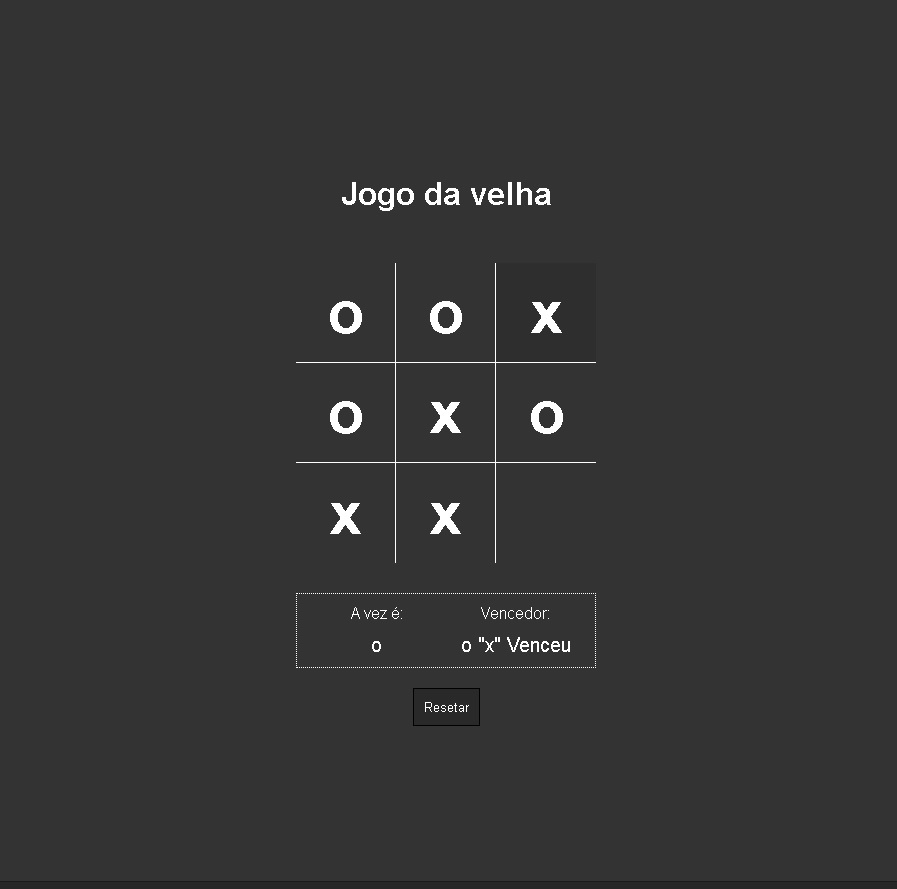 Jogo da velha
o o x
o x o
x x
A vez é: Vencedor:
o o "x" Venceu
Resetar